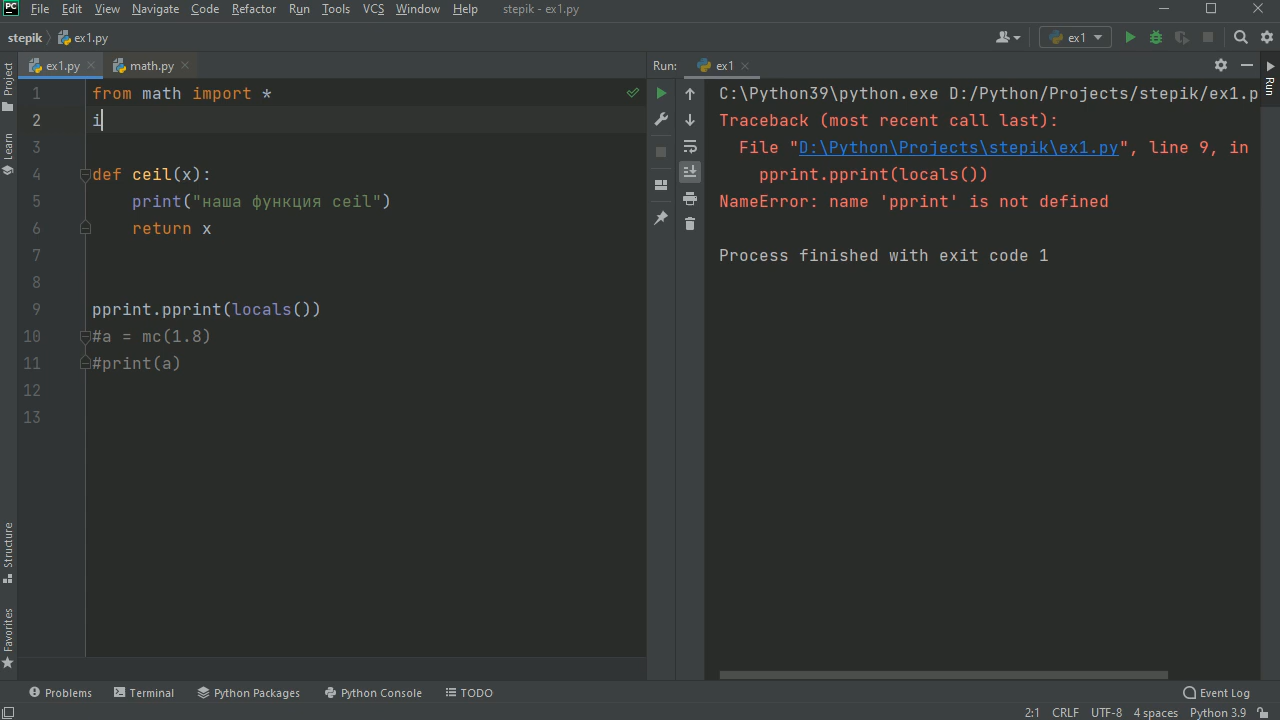 PC File Edit View Navigate Code Refactor Run Tools VCS Window Help stepik - ex1.py
stepik ex1.py ex1
ex1.py math.py Run: ex1
Project
Learn
Structure
Favorites
1 from math import *
2 i
3
4 def ceil(x):
5 print("наша функция ceil")
6 return x
7
8
9 pprint.pprint(locals())
10 #a = mc(1.8)
11 #print(a)
12
13
C:\Python39\python.exe D:/Python/Projects/stepik/ex1.p
Traceback (most recent call last):
File "D:\Python\Projects\stepik\ex1.py", line 9, in
pprint.pprint(locals())
NameError: name 'pprint' is not defined
Process finished with exit code 1
Run
Problems Terminal Python Packages Python Console TODO Event Log
2:1 CRLF UTF-8 4 spaces Python 3.9